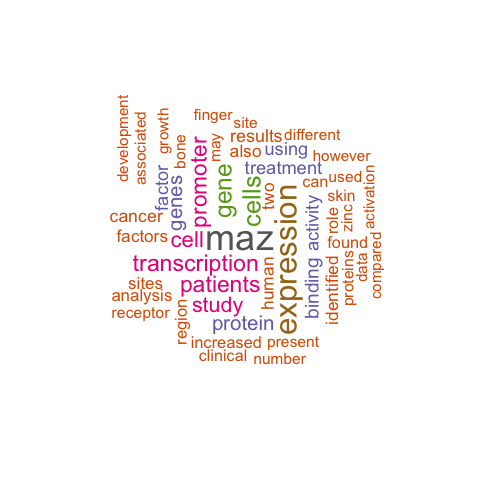 development
associated
growth
finger
site
bone
may
results
different
also
using
however
factor
genes
promoter
gene
cells
treatment
two
can
used
skin
activation
cancer
factors
cell
maz
expression
activity
binding
role
zinc
found
data
compared
proteins
identified
transcription
human
sites
patients
analysis
study
receptor
region
protein
increased
present
clinical
number